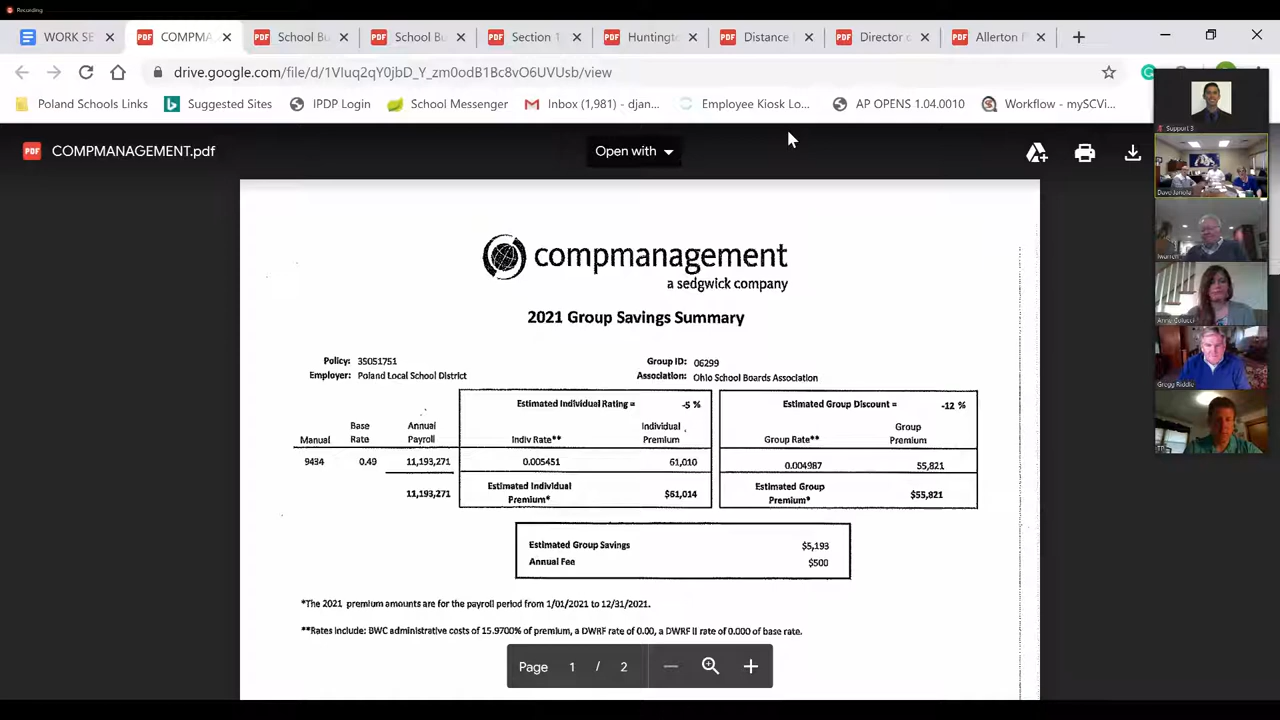 Recording
WORK SE
COMPMA
School Bu
School Bu
Section 1
Huntingt
Distance
Director o
Allerton
drive.google.com/file/d/1Vluq2qY0jbD_Y_zm0odB1Bc8vO6UVUsb/view
Poland Schools Links
Suggested Sites
IPDP Login
School Messenger
Inbox (1,981) - djan...
Employee Kiosk Lo...
AP OPENS 1.04.0010
Workflow - mySCVi...
COMPMANAGEMENT.pdf
Open with
Support 3
compmanagement
a sedgwick company
2021 Group Savings Summary
Policy: 35051751
Group ID: 06299
Employer: Poland Local School District
Association: Ohio School Boards Association
Estimated Individual Rating = -5 %
Estimated Group Discount = -12 %
Base Annual Individual Group
Manual Rate Payroll Indiv Rate** Premium Group Rate** Premium
9434 0.49 11,193,271 0.005451 61,010 0.004987 55,821
11,193,271 Estimated Individual Premium* $61,014 Estimated Group Premium* $55,821
Estimated Group Savings $5,193
Annual Fee $500
*The 2021 premium amounts are for the payroll period from 1/01/2021 to 12/31/2021.
**Rates include: BWC administrative costs of 15.9700% of premium, a DWRF rate of 0.00, a DWRF II rate of 0.000 of base rate.
Page 1 / 2
Anne Colucci
Gregg Riddle